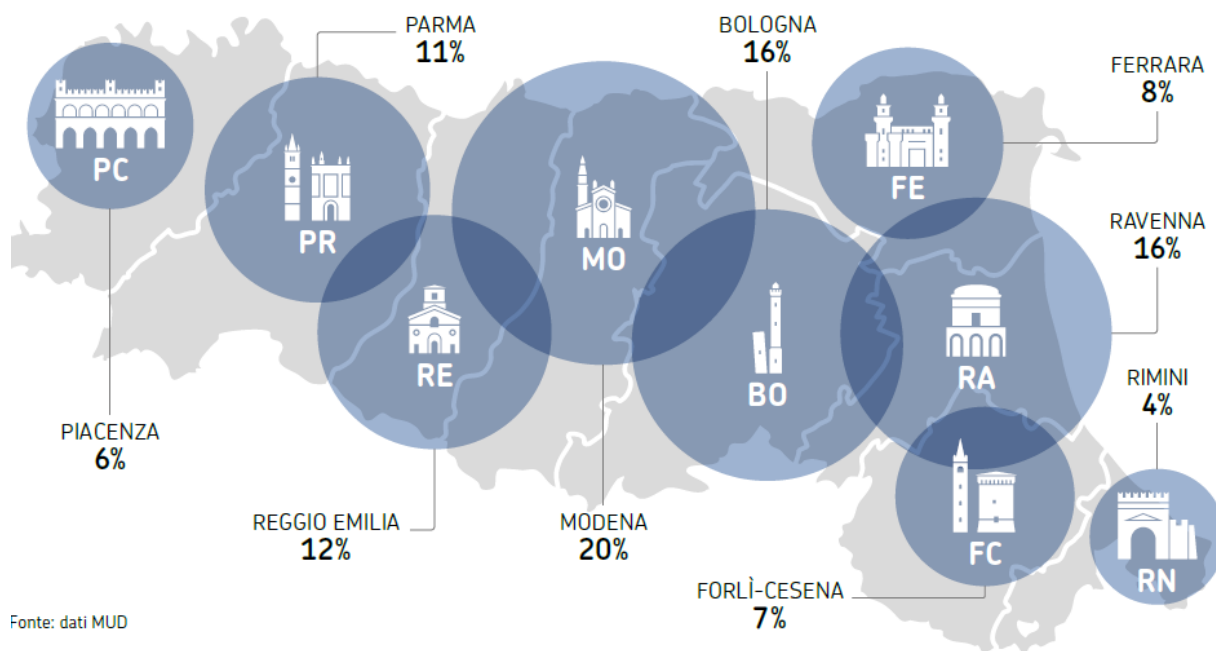 PARMA
11%
BOLOGNA
16%
FERRARA
8%
PC
PR
MO
FE
RAVENNA
16%
RE
BO
RA
RIMINI
4%
PIACENZA
6%
REGGIO EMILIA
12%
MODENA
20%
FC
RN
FORLÌ-CESENA
7%
Fonte: dati MUD